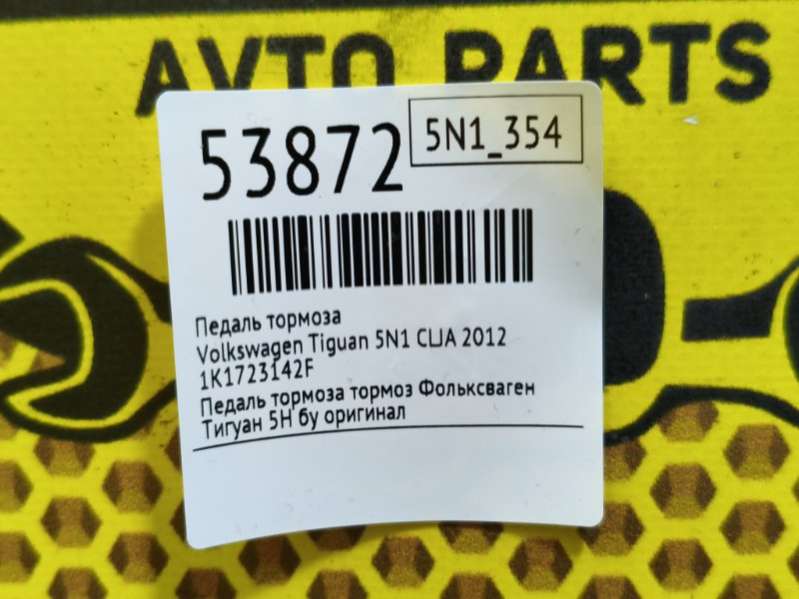 AVTO PARTS
53872
5N1_354
Педаль тормоза
Volkswagen Tiguan 5N1 CLJA 2012
1K1723142F
Педаль тормоза тормоз Фольксваген
Тигуан 5Н бу оригинал